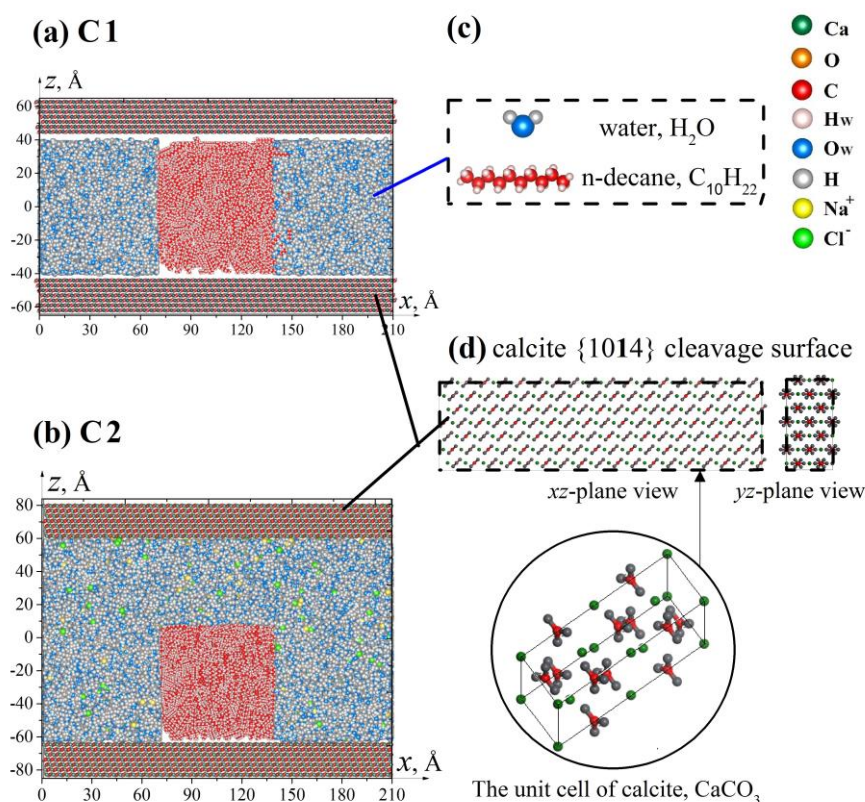 (a) C1
z, Å
60
40
20
0
-20
-40
-60
0 30 60 75 90 120 150 180 210
x₂ Å
(b) C2
z, Å
80
60
40
20
0
-20
-40
-60
-80
0 30 60 90 120 150 180 210
x, Å
(c)
water, H₂O
n-decane, C₁₀H₂₂
Ca
O
C
Hw
Ow
H
Na⁺
Cl⁻
(d) calcite {1014} cleavage surface
xz-plane view yz-plane view
The unit cell of calcite, CaCO₃